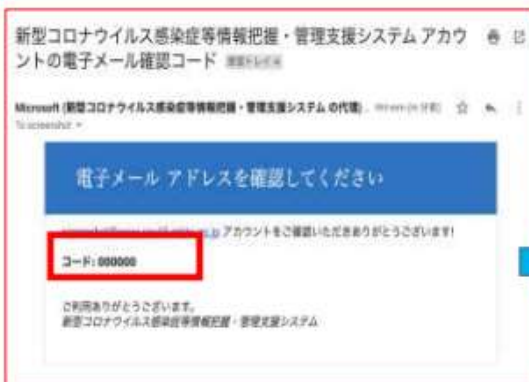 新型コロナウイルス感染症等情報把握・管理支援システム アカウ
ントの電子メール確認コード
Microsoft (新型コロナウイルス感染症等情報把握・管理支援システム の代理)
To screenshot
電子メール アドレスを確認してください
アカウントをご確認いただきありがとうございます!
コード: 000000
ご利用ありがとうございます。
新型コロナウイルス感染症等情報把握・管理支援システム